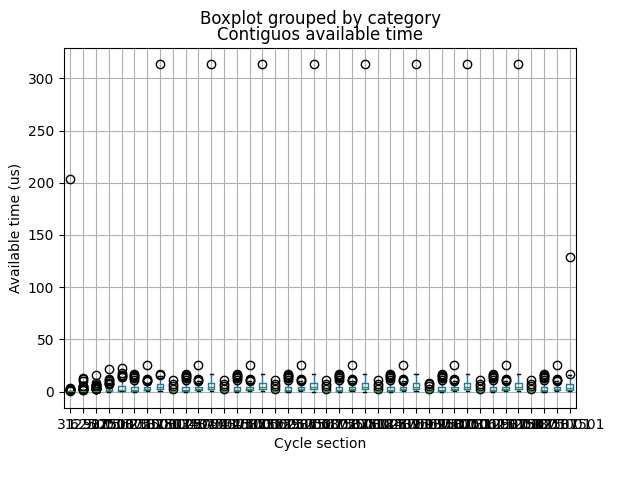 Boxplot grouped by category
Contiguos available time
300
250
200
150
100
50
0
Available time (us)
Cycle section